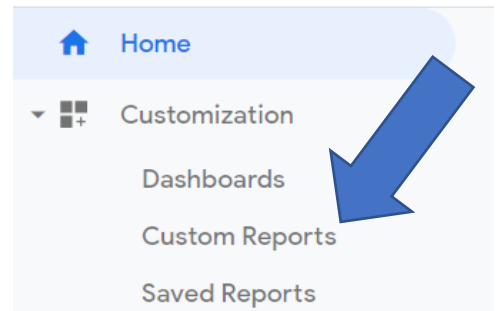 Home
Customization
Dashboards
Custom Reports
Saved Reports